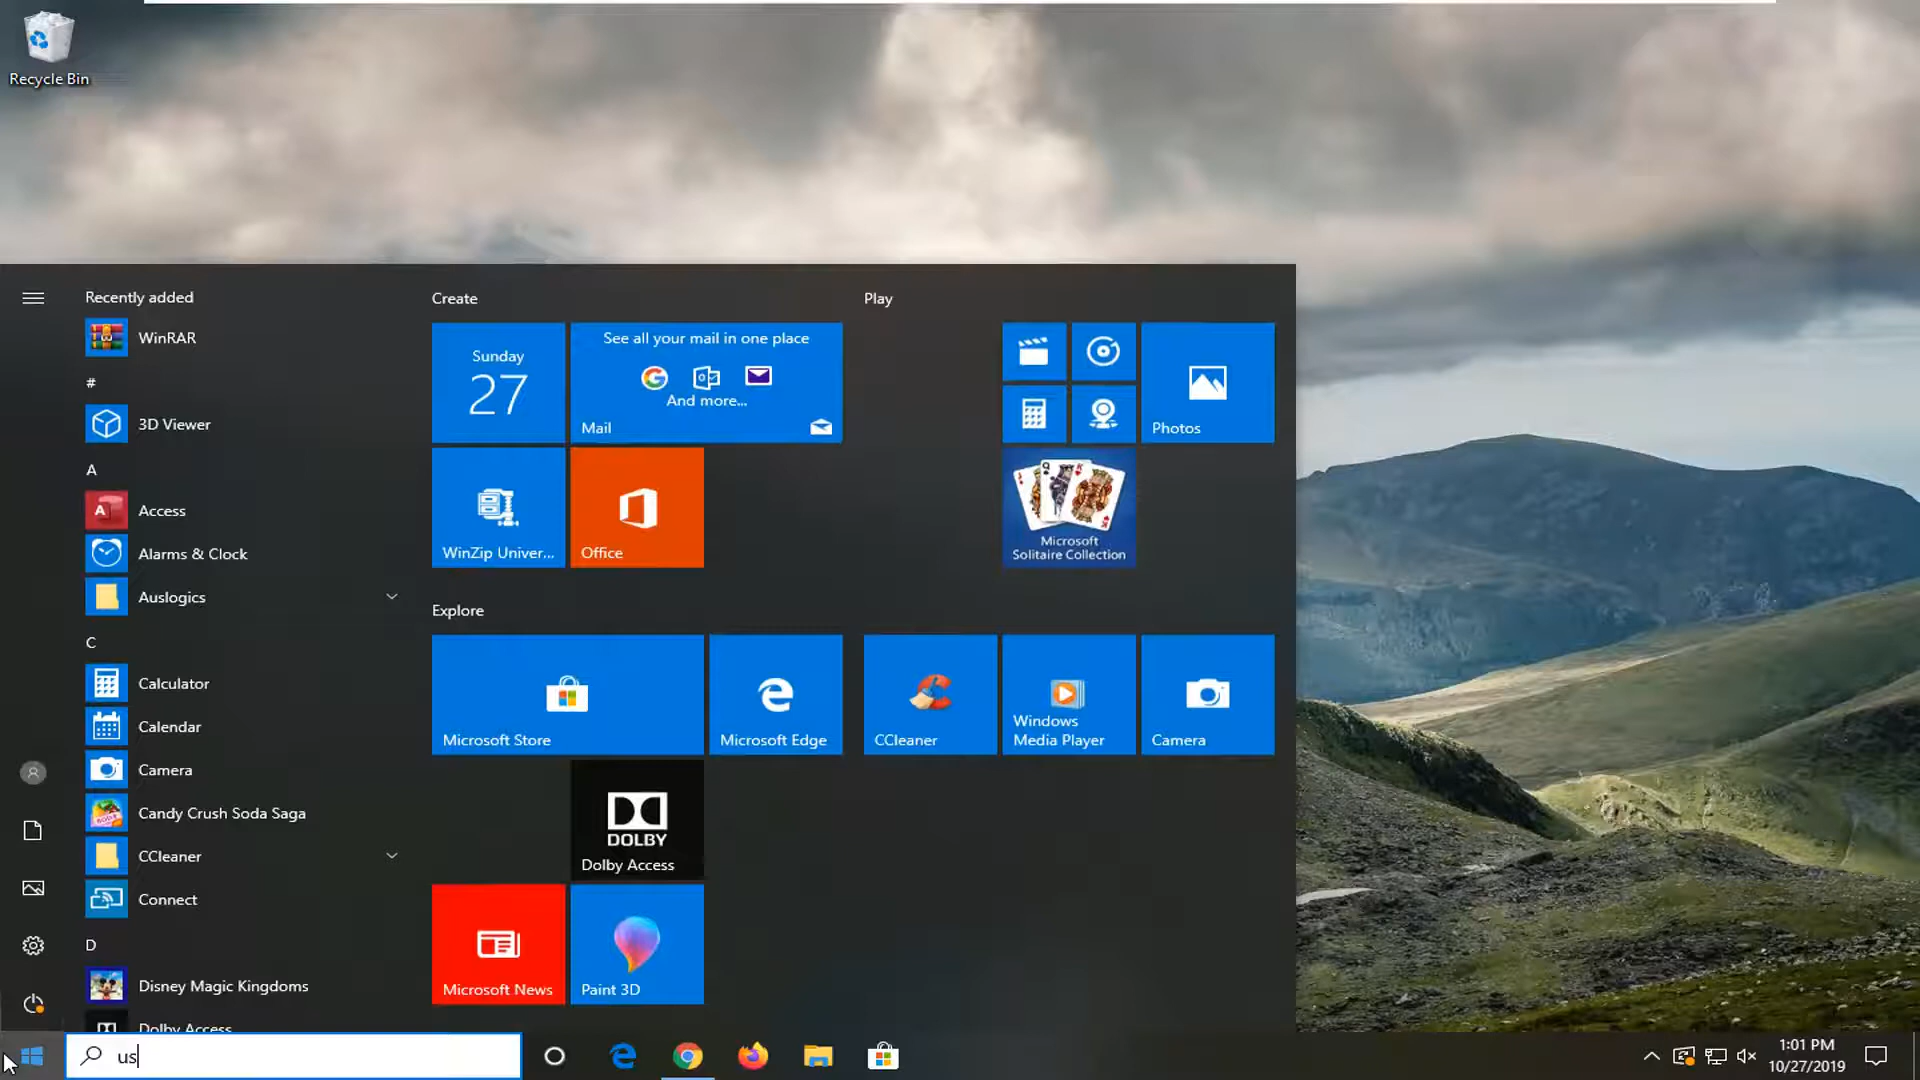 Recycle Bin
Recently added
WinRAR
#
3D Viewer
A
Access
Alarms & Clock
Auslogics
C
Calculator
Calendar
Camera
Candy Crush Soda Saga
CCleaner
Connect
D
Disney Magic Kingdoms
Dolby Access
Create
Sunday
27
See all your mail in one place
And more...
Mail
WinZip Univer...
Office
Explore
Microsoft Store
Microsoft Edge
DOLBY
Dolby Access
Microsoft News
Paint 3D
Play
Photos
Microsoft
Solitaire Collection
CCleaner
Windows
Media Player
Camera
us
1:01 PM
10/27/2019